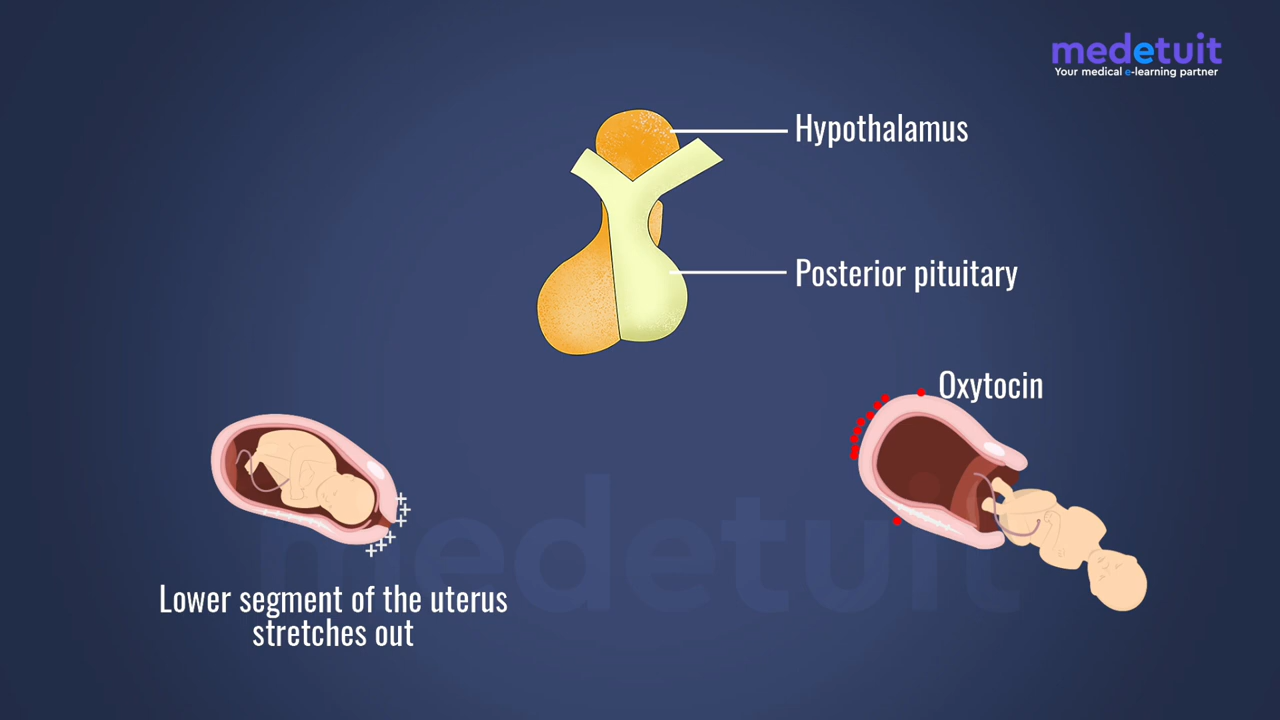 medetuit
Your medical e-learning partner
Hypothalamus
Posterior pituitary
Oxytocin
medetuit
Lower segment of the uterus
stretches out